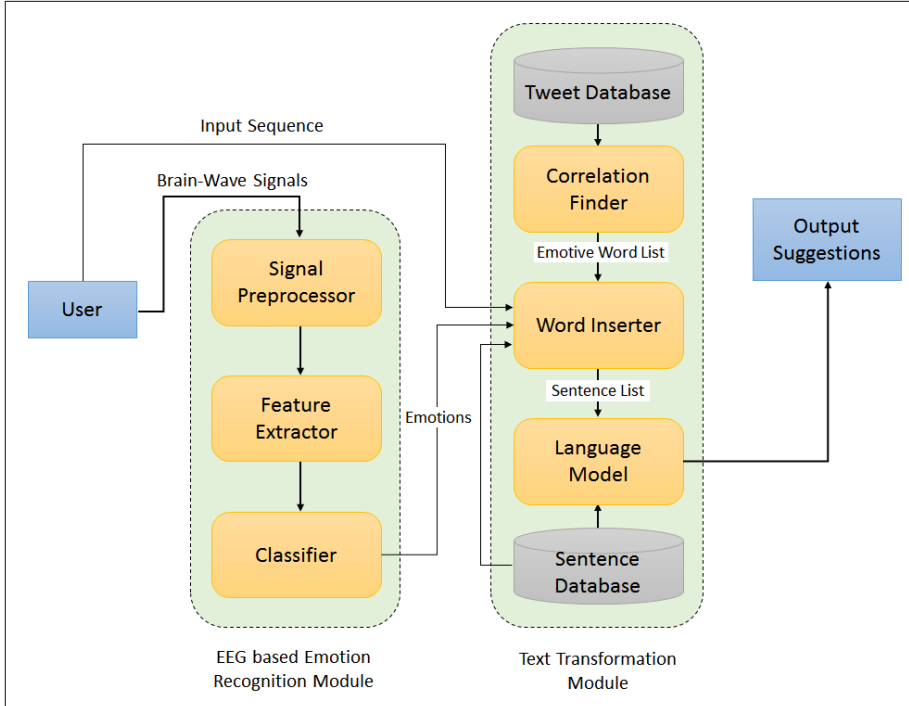 Tweet Database
Input Sequence
Correlation
Finder
Brain-Wave Signals
Output
Suggestions
Emotive Word List
Signal
Preprocessor
User
Word Inserter
Sentence List
Feature
Extractor
Emotions
Language
Model
Classifier
Sentence
Database
EEG based Emotion
Recognition Module
Text Transformation
Module